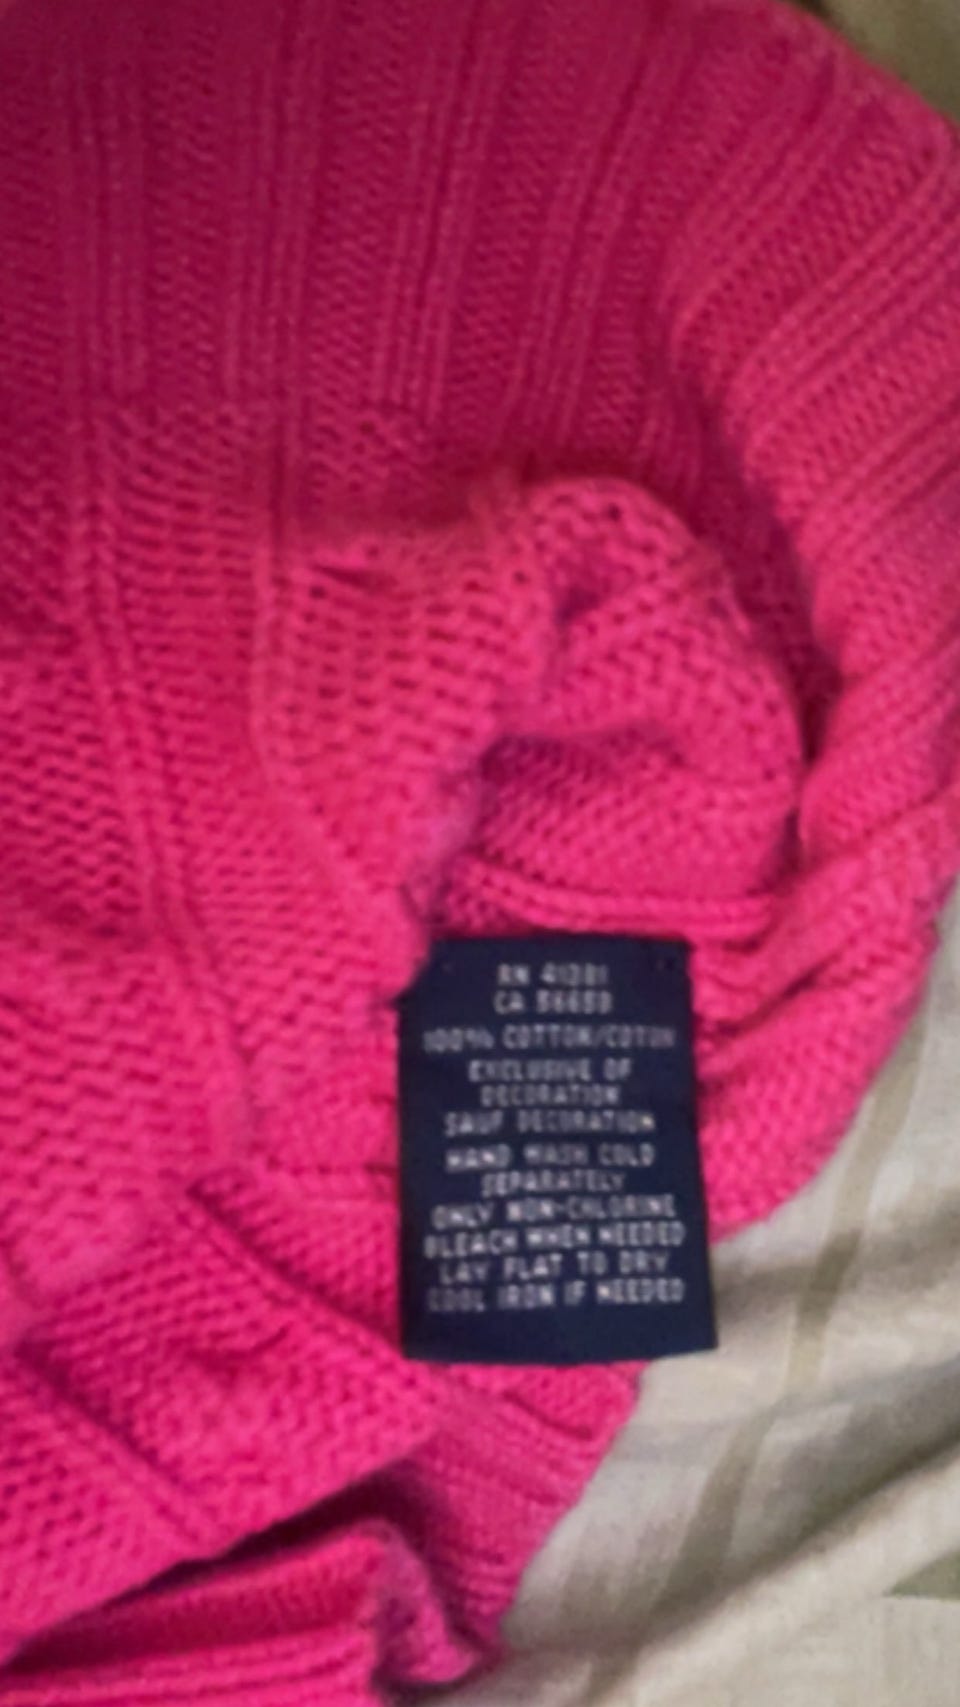 RN 41381
CA 56653
100% COTTON/COTON
EXCLUSIVE OF
DECORATION
SAUF DECORATION
HAND WASH COLD
SEPARATELY
ONLY NON-CHLORINE
BLEACH WHEN NEEDED
LAY FLAT TO DRY
COOL IRON IF NEEDED